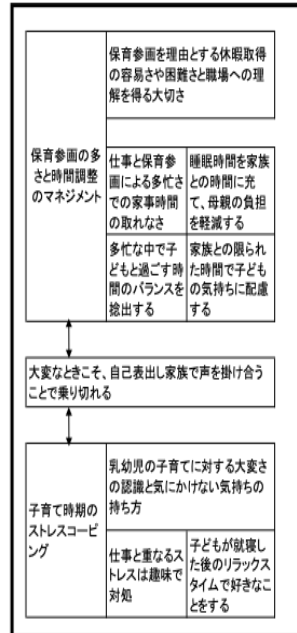 保育参画の多
さと時間調整
のマネジメント
保育参画を理由とする休暇取得
の容易さや困難さと職場への理
解を得る大切さ
仕事と保育参
画による多忙さ
での家事時間
の取れなさ
睡眠時間を家族
との時間に充
て、母親の負担
を軽減する
多忙な中で子
どもと過ごす時
間のバランスを
捻出する
家族との限られ
た時間で子ども
の気持ちに配慮
する
大変なときこそ、自己表出し家族で声を掛け合う
ことで乗り切れる
子育て時期の
ストレスコーピ
ング
乳幼児の子育てに対する大変さ
の認識と気にかけない気持ちの
持ち方
仕事と重なるス
トレスは趣味で
対処
子どもが就寝し
た後のリラックス
タイムで好きなこ
とをする